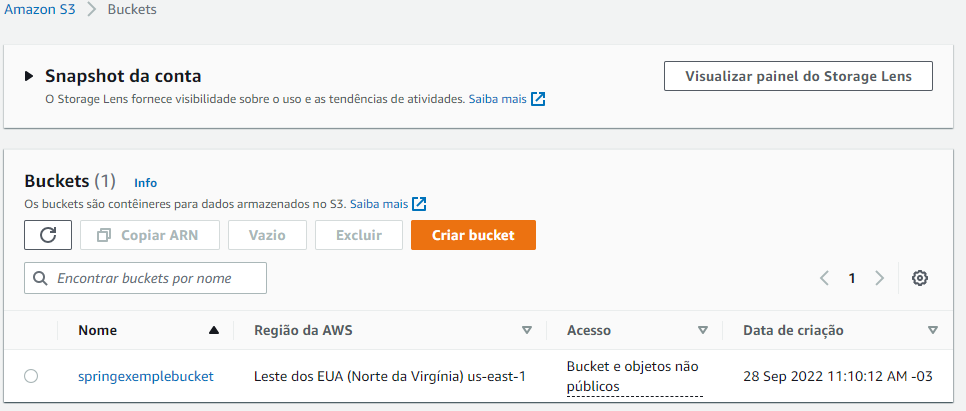 Amazon S3 > Buckets
Snapshot da conta
Visualizar painel do Storage Lens
O Storage Lens fornece visibilidade sobre o uso e as tendências de atividades. Saiba mais
Buckets (1) Info
Os buckets são contêineres para dados armazenados no S3. Saiba mais
Copiar ARN Vazio Excluir Criar bucket
Encontrar buckets por nome 1
Nome Região da AWS Acesso Data de criação
springexemplebucket Leste dos EUA (Norte da Virgínia) us-east-1 Bucket e objetos não 28 Sep 2022 11:10:12 AM -03
públicos